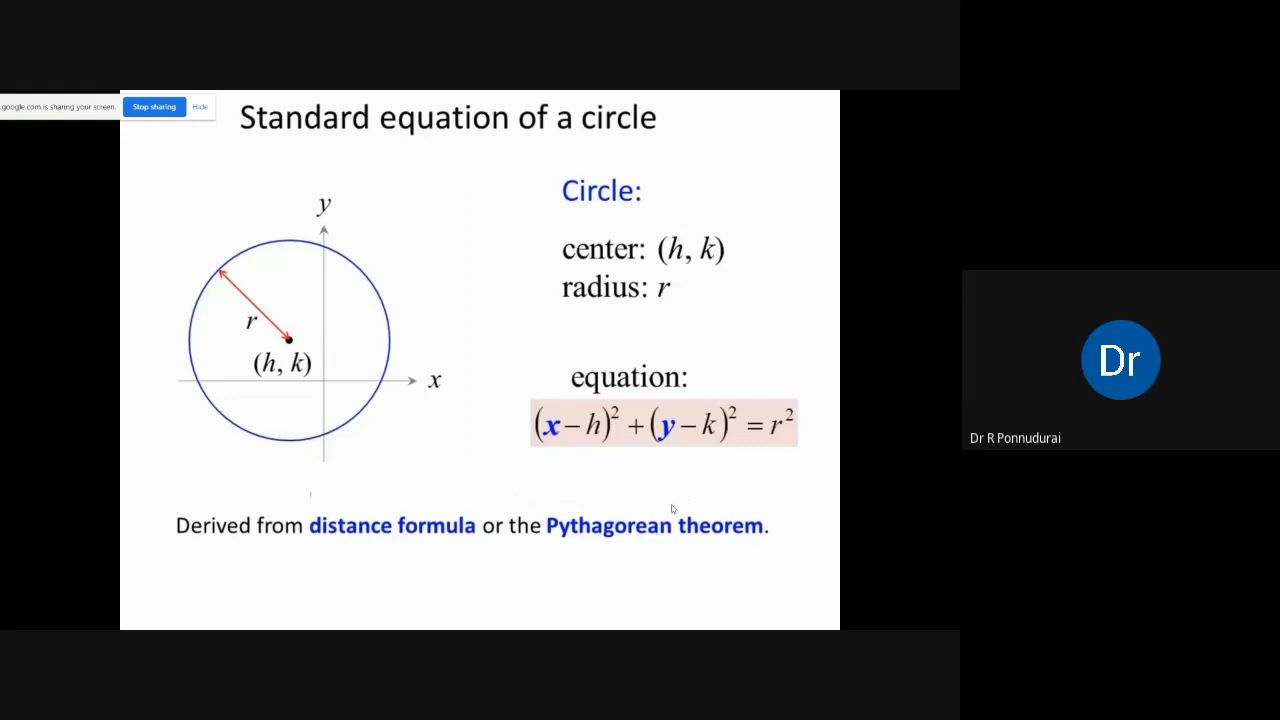 .google.com is sharing your screen. Stop sharing Hide
Standard equation of a circle
Circle:
y
center: (h, k)
radius: r
r
(h, k)
x
equation:
(x − h)² + (y − k)² = r²
Derived from distance formula or the Pythagorean theorem.
Dr
Dr R Ponnudurai